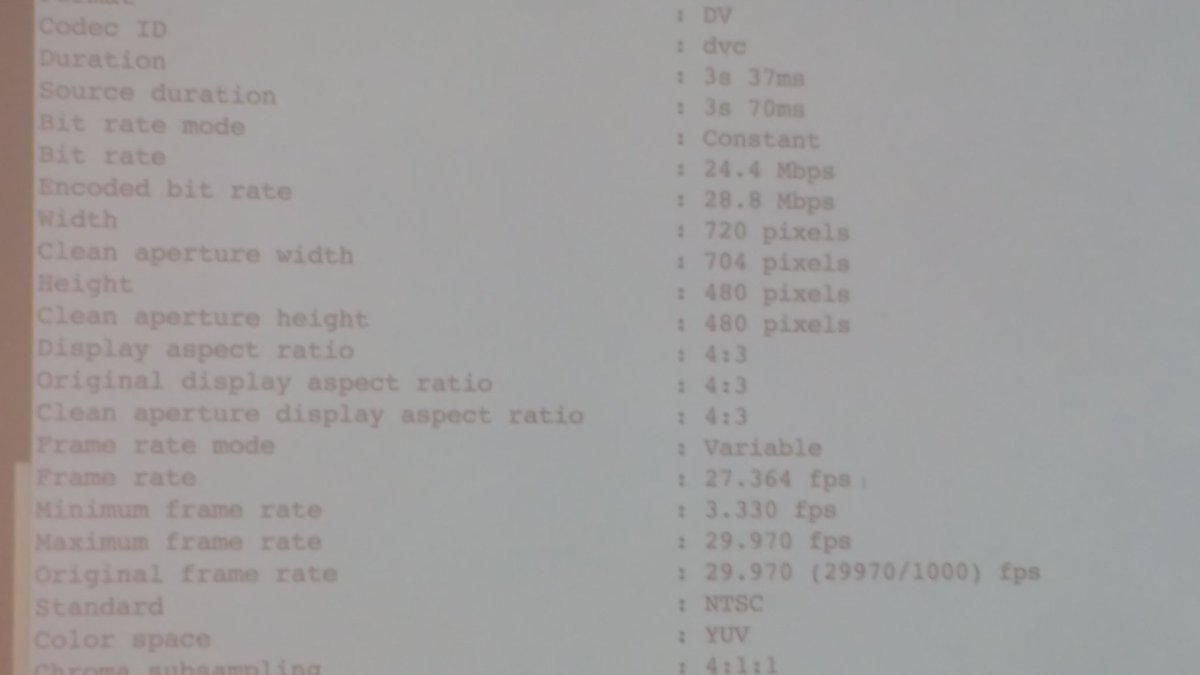 Format : DV
Codec ID : dvc
Duration : 3s 37ms
Source duration : 3s 70ms
Bit rate mode : Constant
Bit rate : 24.4 Mbps
Encoded bit rate : 28.8 Mbps
Width : 720 pixels
Clean aperture width : 704 pixels
Height : 480 pixels
Clean aperture height : 480 pixels
Display aspect ratio : 4:3
Original display aspect ratio : 4:3
Clean aperture display aspect ratio : 4:3
Frame rate mode : Variable
Frame rate : 27.364 fps
Minimum frame rate : 3.330 fps
Maximum frame rate : 29.970 fps
Original frame rate : 29.970 (29970/1000) fps
Standard : NTSC
Color space : YUV
Chroma subsampling : 4:1:1